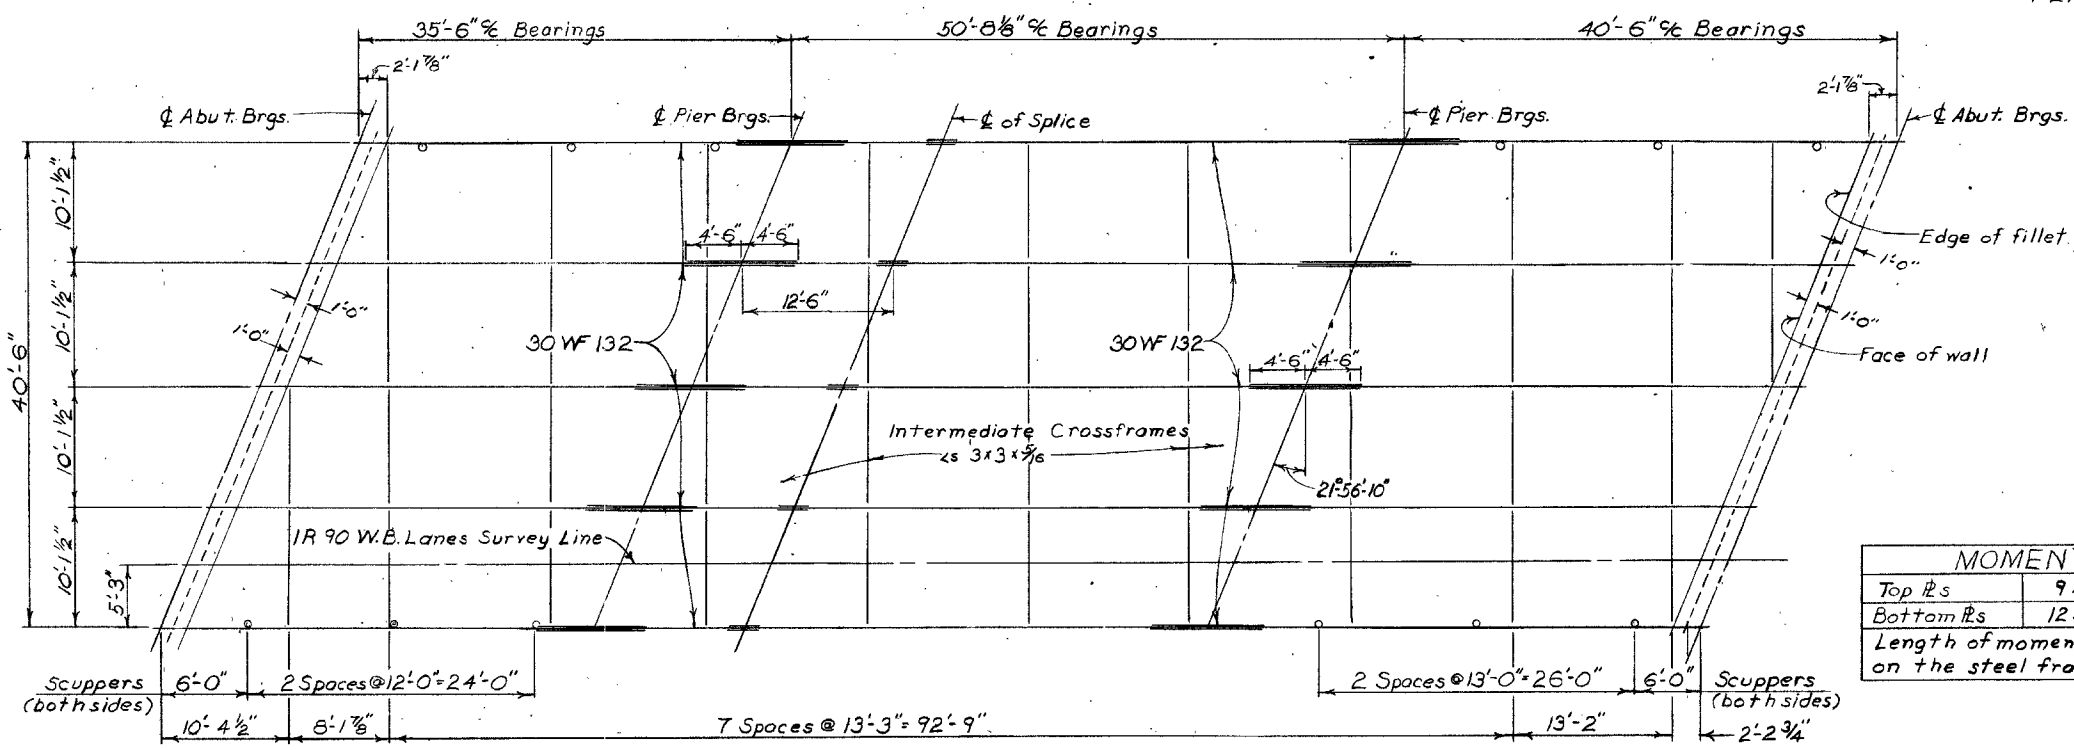 35'-6" c/c Bearings
50'-8⅛" c/c Bearings
40'-6" c/c Bearings
2'-1⅞"
2'-1⅞"
℄ Abut. Brgs.
℄ Pier Brgs.
℄ of Splice
℄ Pier Brgs.
℄ Abut. Brgs.
10'-1½"
4'-6" 4'-6"
Edge of fillet
1'-0"
10'-1½"
12'-6"
1'-0"
1'-0"
1'-0"
30 WF 132
30 WF 132
4'-6" 4'-6"
Face of wall
40'-6"
10'-1½"
Intermediate Crossframes
∠s 3x3x5/16
21°-56'-10"
IR 90 W.B. Lanes Survey Line
10'-1½"
5'-3"
MOMEN
Top ℙs
9
Bottom ℙs
12
Length of momen
on the steel fra
Scuppers
(both sides)
6'-0"
2 Spaces @ 12'-0" = 24'-0"
2 Spaces @ 13'-0" = 26'-0"
6'-0"
Scuppers
(both sides)
10'-4½"
8'-1⅞"
7 Spaces @ 13'-3" = 92'-9"
13'-2"
2'-2¾"